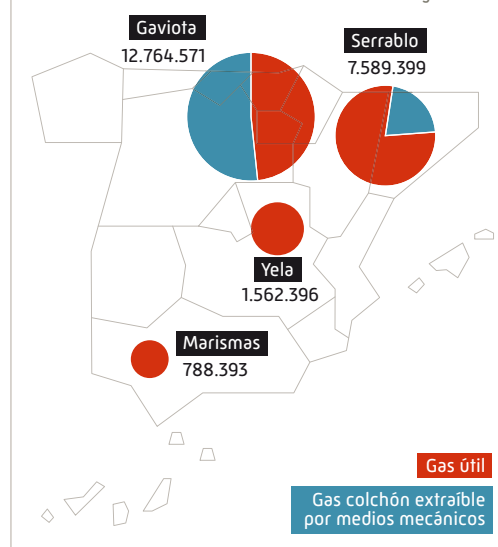 Gaviota
12.764.571
Serrablo
7.589.399
Yela
1.562.396
Marismas
788.393
Gas útil
Gas colchón extraíble
por medios mecánicos